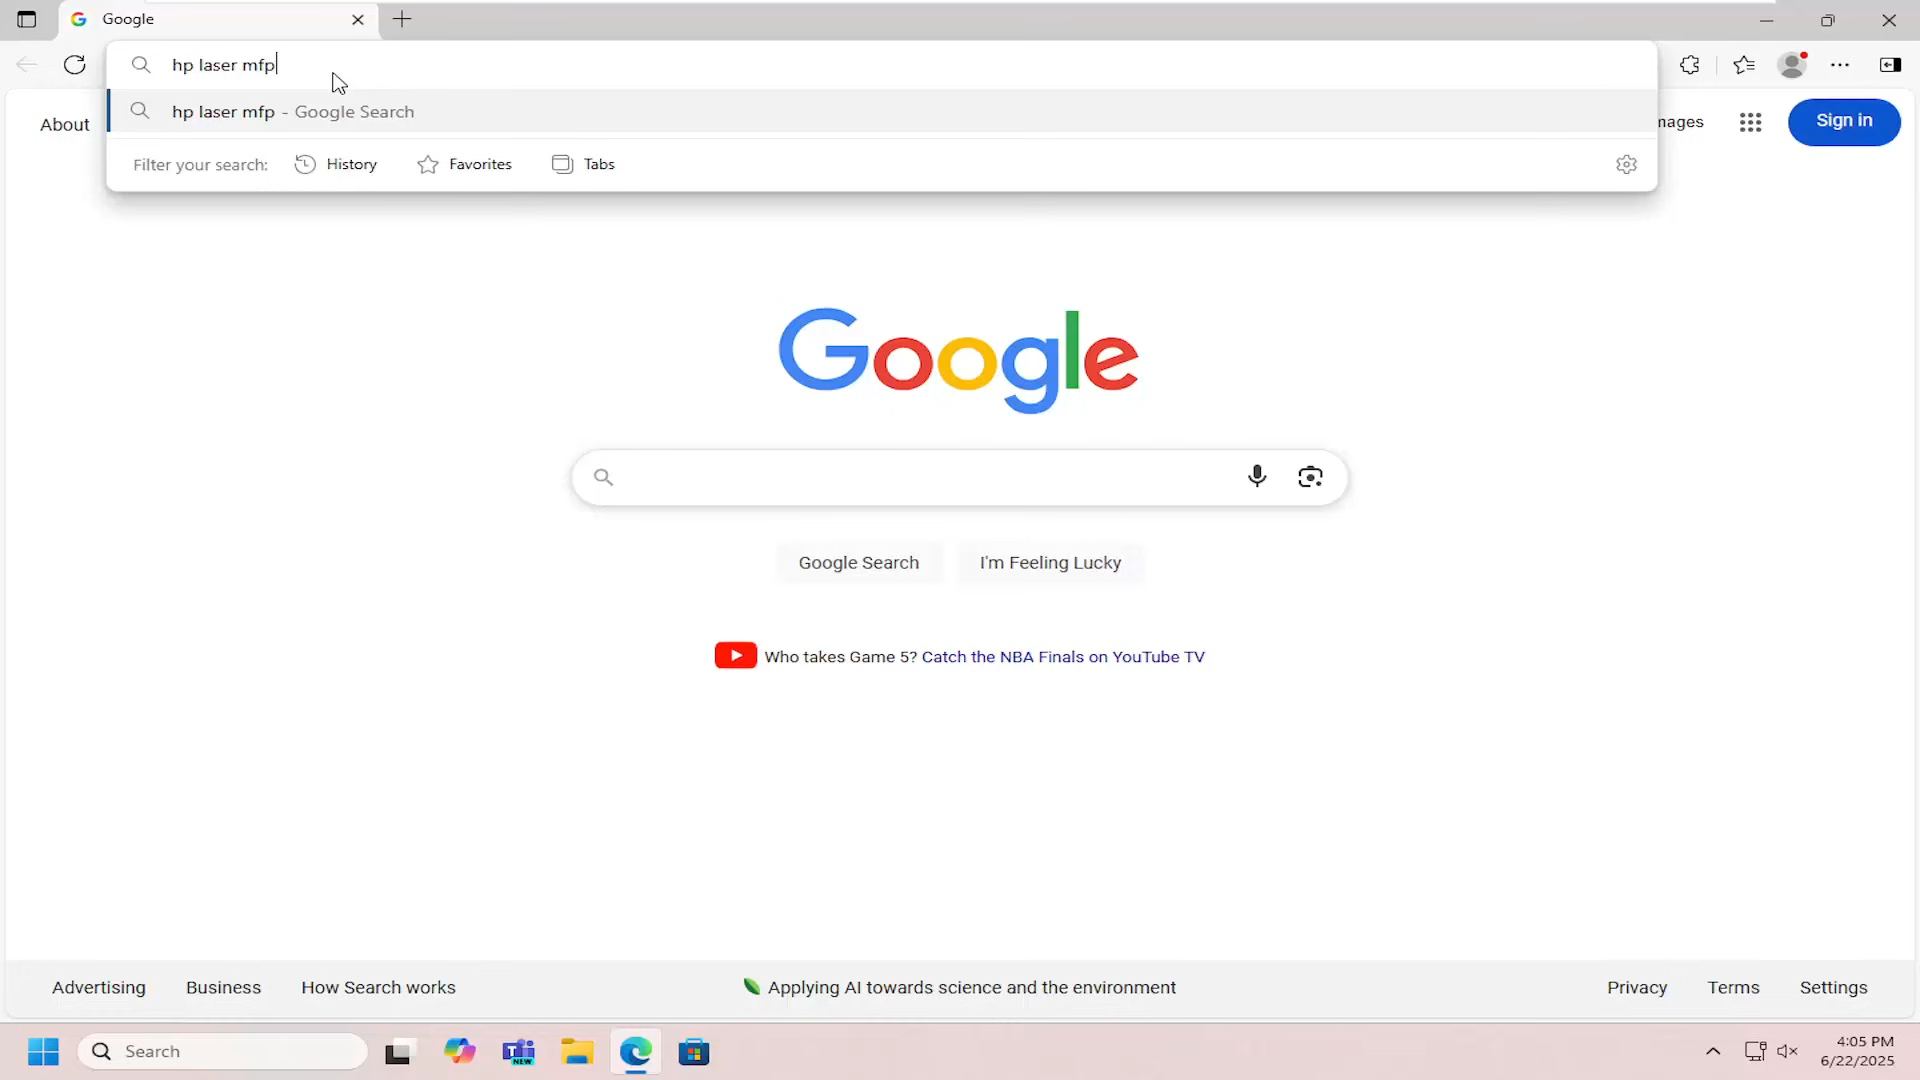 Google
hp laser mfp
hp laser mfp - Google Search
Filter your search: History Favorites Tabs
About
mages
Sign in
Google
Google Search
I'm Feeling Lucky
Who takes Game 5? Catch the NBA Finals on YouTube TV
Advertising Business How Search works
Applying AI towards science and the environment
Privacy Terms Settings
Search
NEW
4:05 PM
6/22/2025